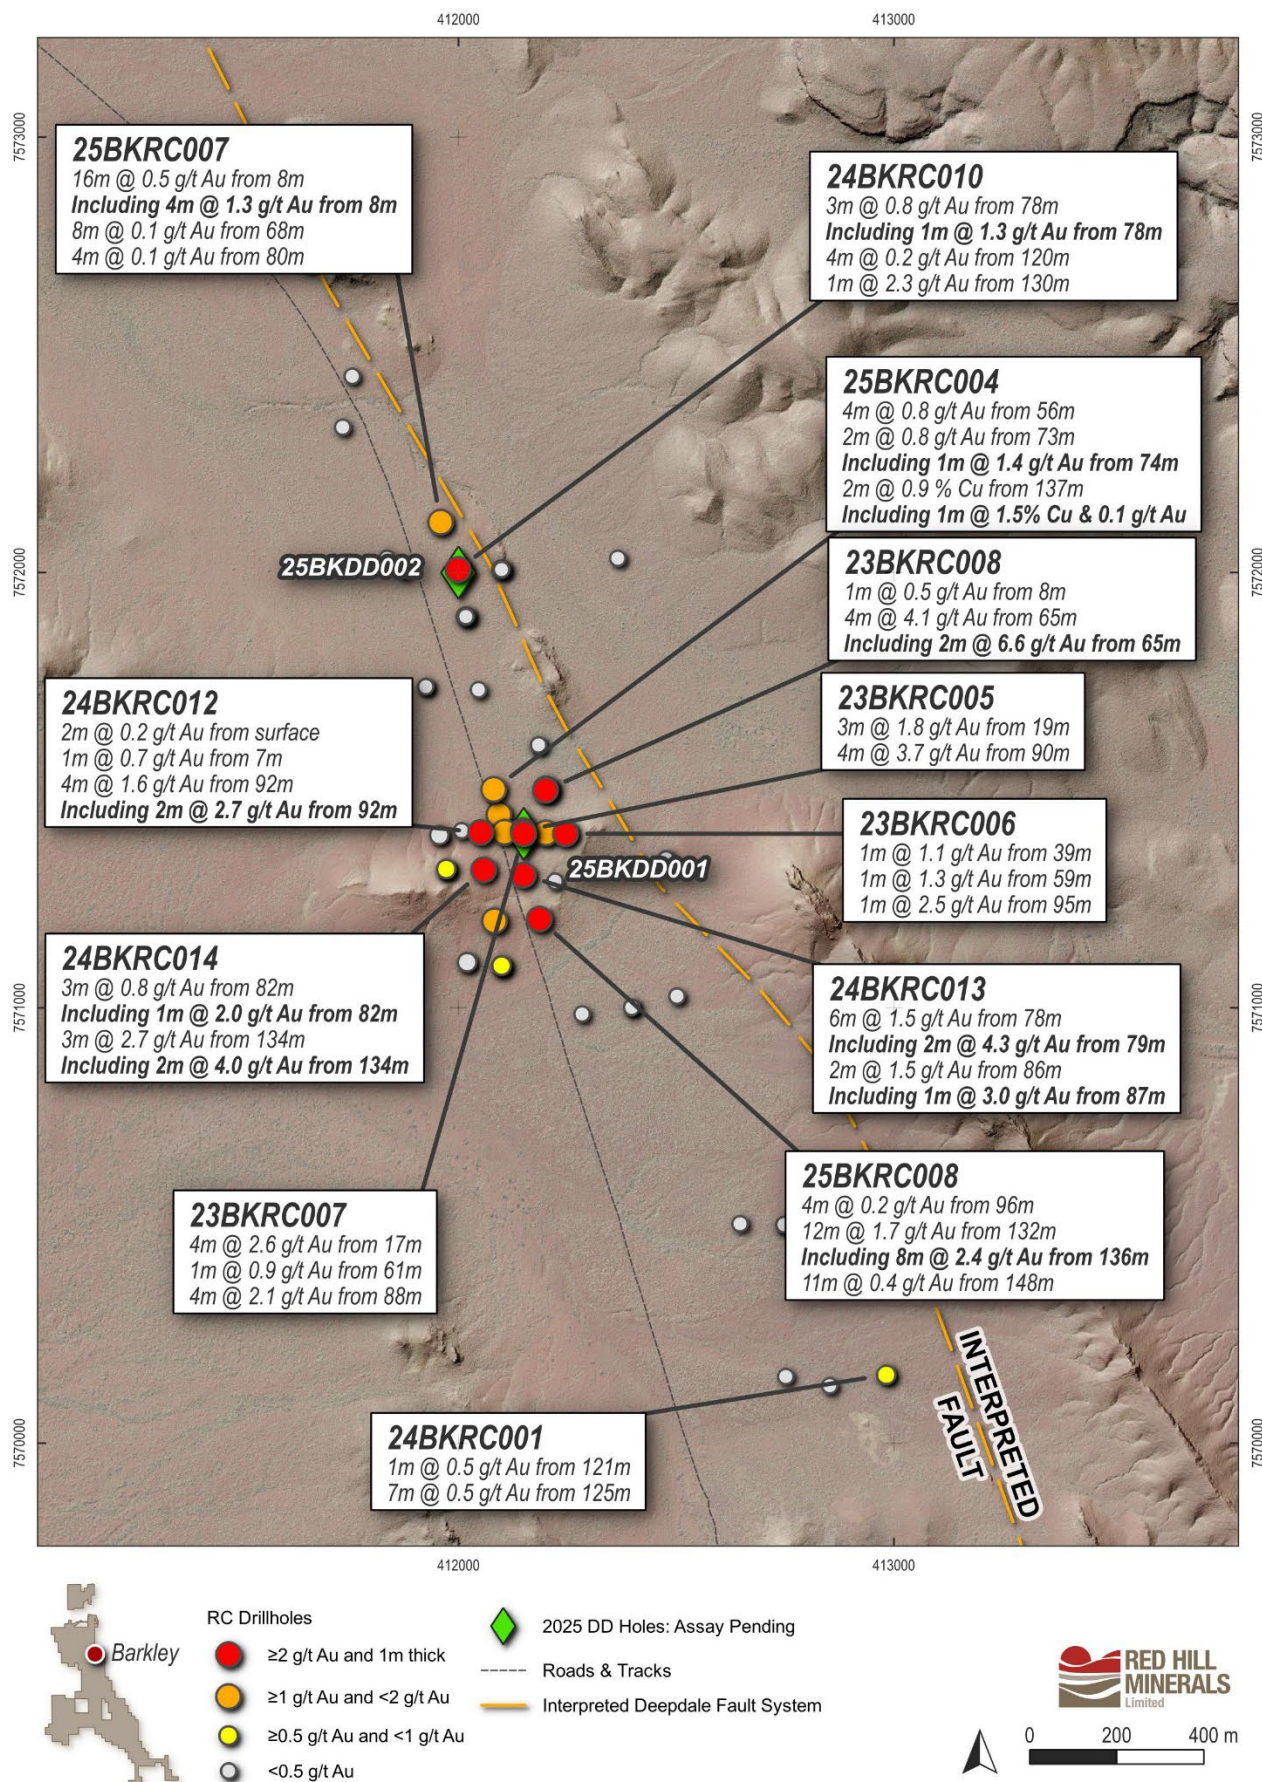 412000
413000
7573000
7573000
25BKRC007
16m @ 0.5 g/t Au from 8m
Including 4m @ 1.3 g/t Au from 8m
8m @ 0.1 g/t Au from 68m
4m @ 0.1 g/t Au from 80m
24BKRC010
3m @ 0.8 g/t Au from 78m
Including 1m @ 1.3 g/t Au from 78m
4m @ 0.2 g/t Au from 120m
1m @ 2.3 g/t Au from 130m
25BKRC004
4m @ 0.8 g/t Au from 56m
2m @ 0.8 g/t Au from 73m
Including 1m @ 1.4 g/t Au from 74m
2m @ 0.9 % Cu from 137m
Including 1m @ 1.5% Cu & 0.1 g/t Au
7572000
25BKDD002
7572000
23BKRC008
1m @ 0.5 g/t Au from 8m
4m @ 4.1 g/t Au from 65m
Including 2m @ 6.6 g/t Au from 65m
24BKRC012
2m @ 0.2 g/t Au from surface
1m @ 0.7 g/t Au from 7m
4m @ 1.6 g/t Au from 92m
Including 2m @ 2.7 g/t Au from 92m
23BKRC005
3m @ 1.8 g/t Au from 19m
4m @ 3.7 g/t Au from 90m
23BKRC006
1m @ 1.1 g/t Au from 39m
1m @ 1.3 g/t Au from 59m
1m @ 2.5 g/t Au from 95m
25BKDD001
24BKRC014
3m @ 0.8 g/t Au from 82m
Including 1m @ 2.0 g/t Au from 82m
3m @ 2.7 g/t Au from 134m
Including 2m @ 4.0 g/t Au from 134m
7571000
7571000
24BKRC013
6m @ 1.5 g/t Au from 78m
Including 2m @ 4.3 g/t Au from 79m
2m @ 1.5 g/t Au from 86m
Including 1m @ 3.0 g/t Au from 87m
23BKRC007
4m @ 2.6 g/t Au from 17m
1m @ 0.9 g/t Au from 61m
4m @ 2.1 g/t Au from 88m
25BKRC008
4m @ 0.2 g/t Au from 96m
12m @ 1.7 g/t Au from 132m
Including 8m @ 2.4 g/t Au from 136m
11m @ 0.4 g/t Au from 148m
24BKRC001
1m @ 0.5 g/t Au from 121m
7m @ 0.5 g/t Au from 125m
INTERPRETED
FAULT
7570000
7570000
412000
413000
Barkley
RC Drillholes
≥2 g/t Au and 1m thick
≥1 g/t Au and <2 g/t Au
≥0.5 g/t Au and <1 g/t Au
<0.5 g/t Au
2025 DD Holes: Assay Pending
Roads & Tracks
Interpreted Deepdale Fault System
RED HILL
MINERALS
Limited
0 200 400 m